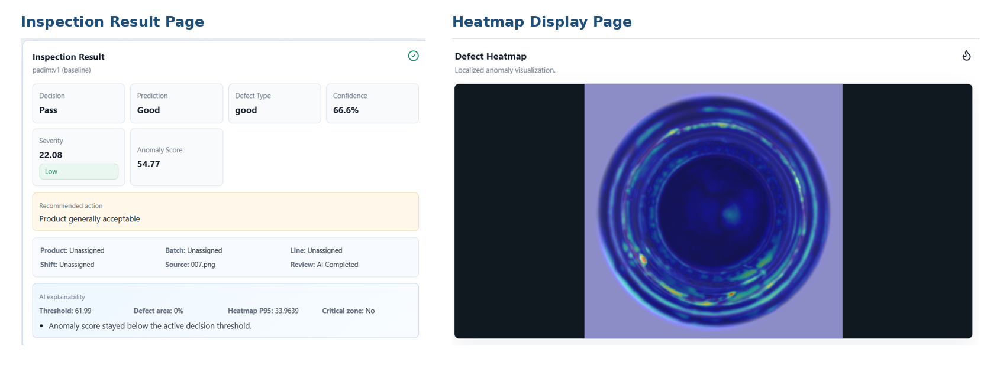 Inspection Result Page
Inspection Result
padim:v1 (baseline)
Decision
Pass
Prediction
Good
Defect Type
good
Confidence
66.6%
Severity
22.08
Low
Anomaly Score
54.77
Recommended action
Product generally acceptable
Product: Unassigned
Batch: Unassigned
Line: Unassigned
Shift: Unassigned
Source: 007.png
Review: AI Completed
AI explainability
Threshold: 61.99
Defect area: 0%
Heatmap P95: 33.9639
Critical zone: No
• Anomaly score stayed below the active decision threshold.
Heatmap Display Page
Defect Heatmap
Localized anomaly visualization.